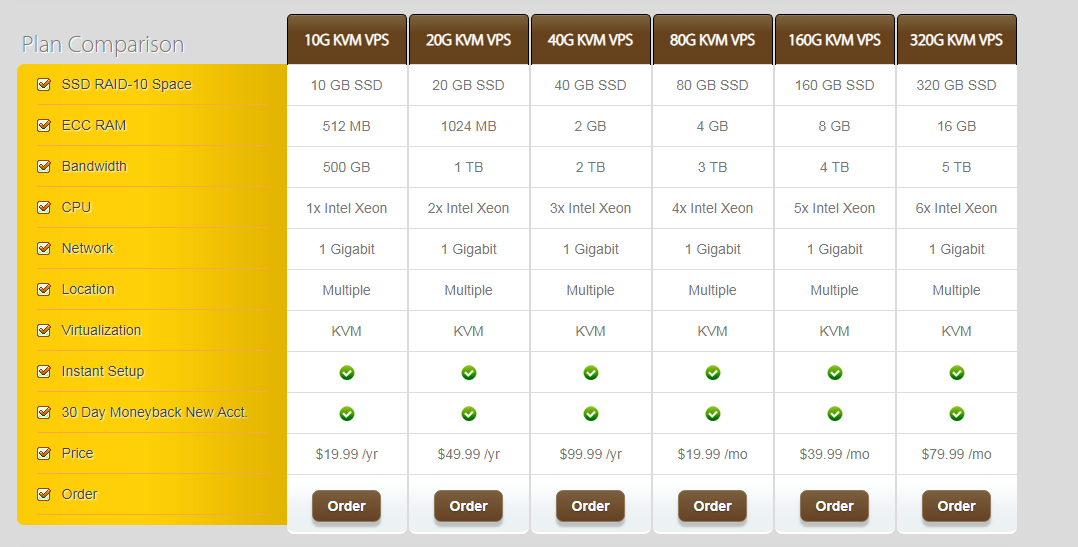 Plan Comparison 10G KVM VPS 20G KVM VPS 40G KVM VPS 80G KVM VPS 160G KVM VPS 320G KVM VPS
SSD RAID-10 Space 10 GB SSD 20 GB SSD 40 GB SSD 80 GB SSD 160 GB SSD 320 GB SSD
ECC RAM 512 MB 1024 MB 2 GB 4 GB 8 GB 16 GB
Bandwidth 500 GB 1 TB 2 TB 3 TB 4 TB 5 TB
CPU 1x Intel Xeon 2x Intel Xeon 3x Intel Xeon 4x Intel Xeon 5x Intel Xeon 6x Intel Xeon
Network 1 Gigabit 1 Gigabit 1 Gigabit 1 Gigabit 1 Gigabit 1 Gigabit
Location Multiple Multiple Multiple Multiple Multiple Multiple
Virtualization KVM KVM KVM KVM KVM KVM
Instant Setup
30 Day Moneyback New Acct.
Price $19.99 /yr $49.99 /yr $99.99 /yr $19.99 /mo $39.99 /mo $79.99 /mo
Order Order Order Order Order Order Order